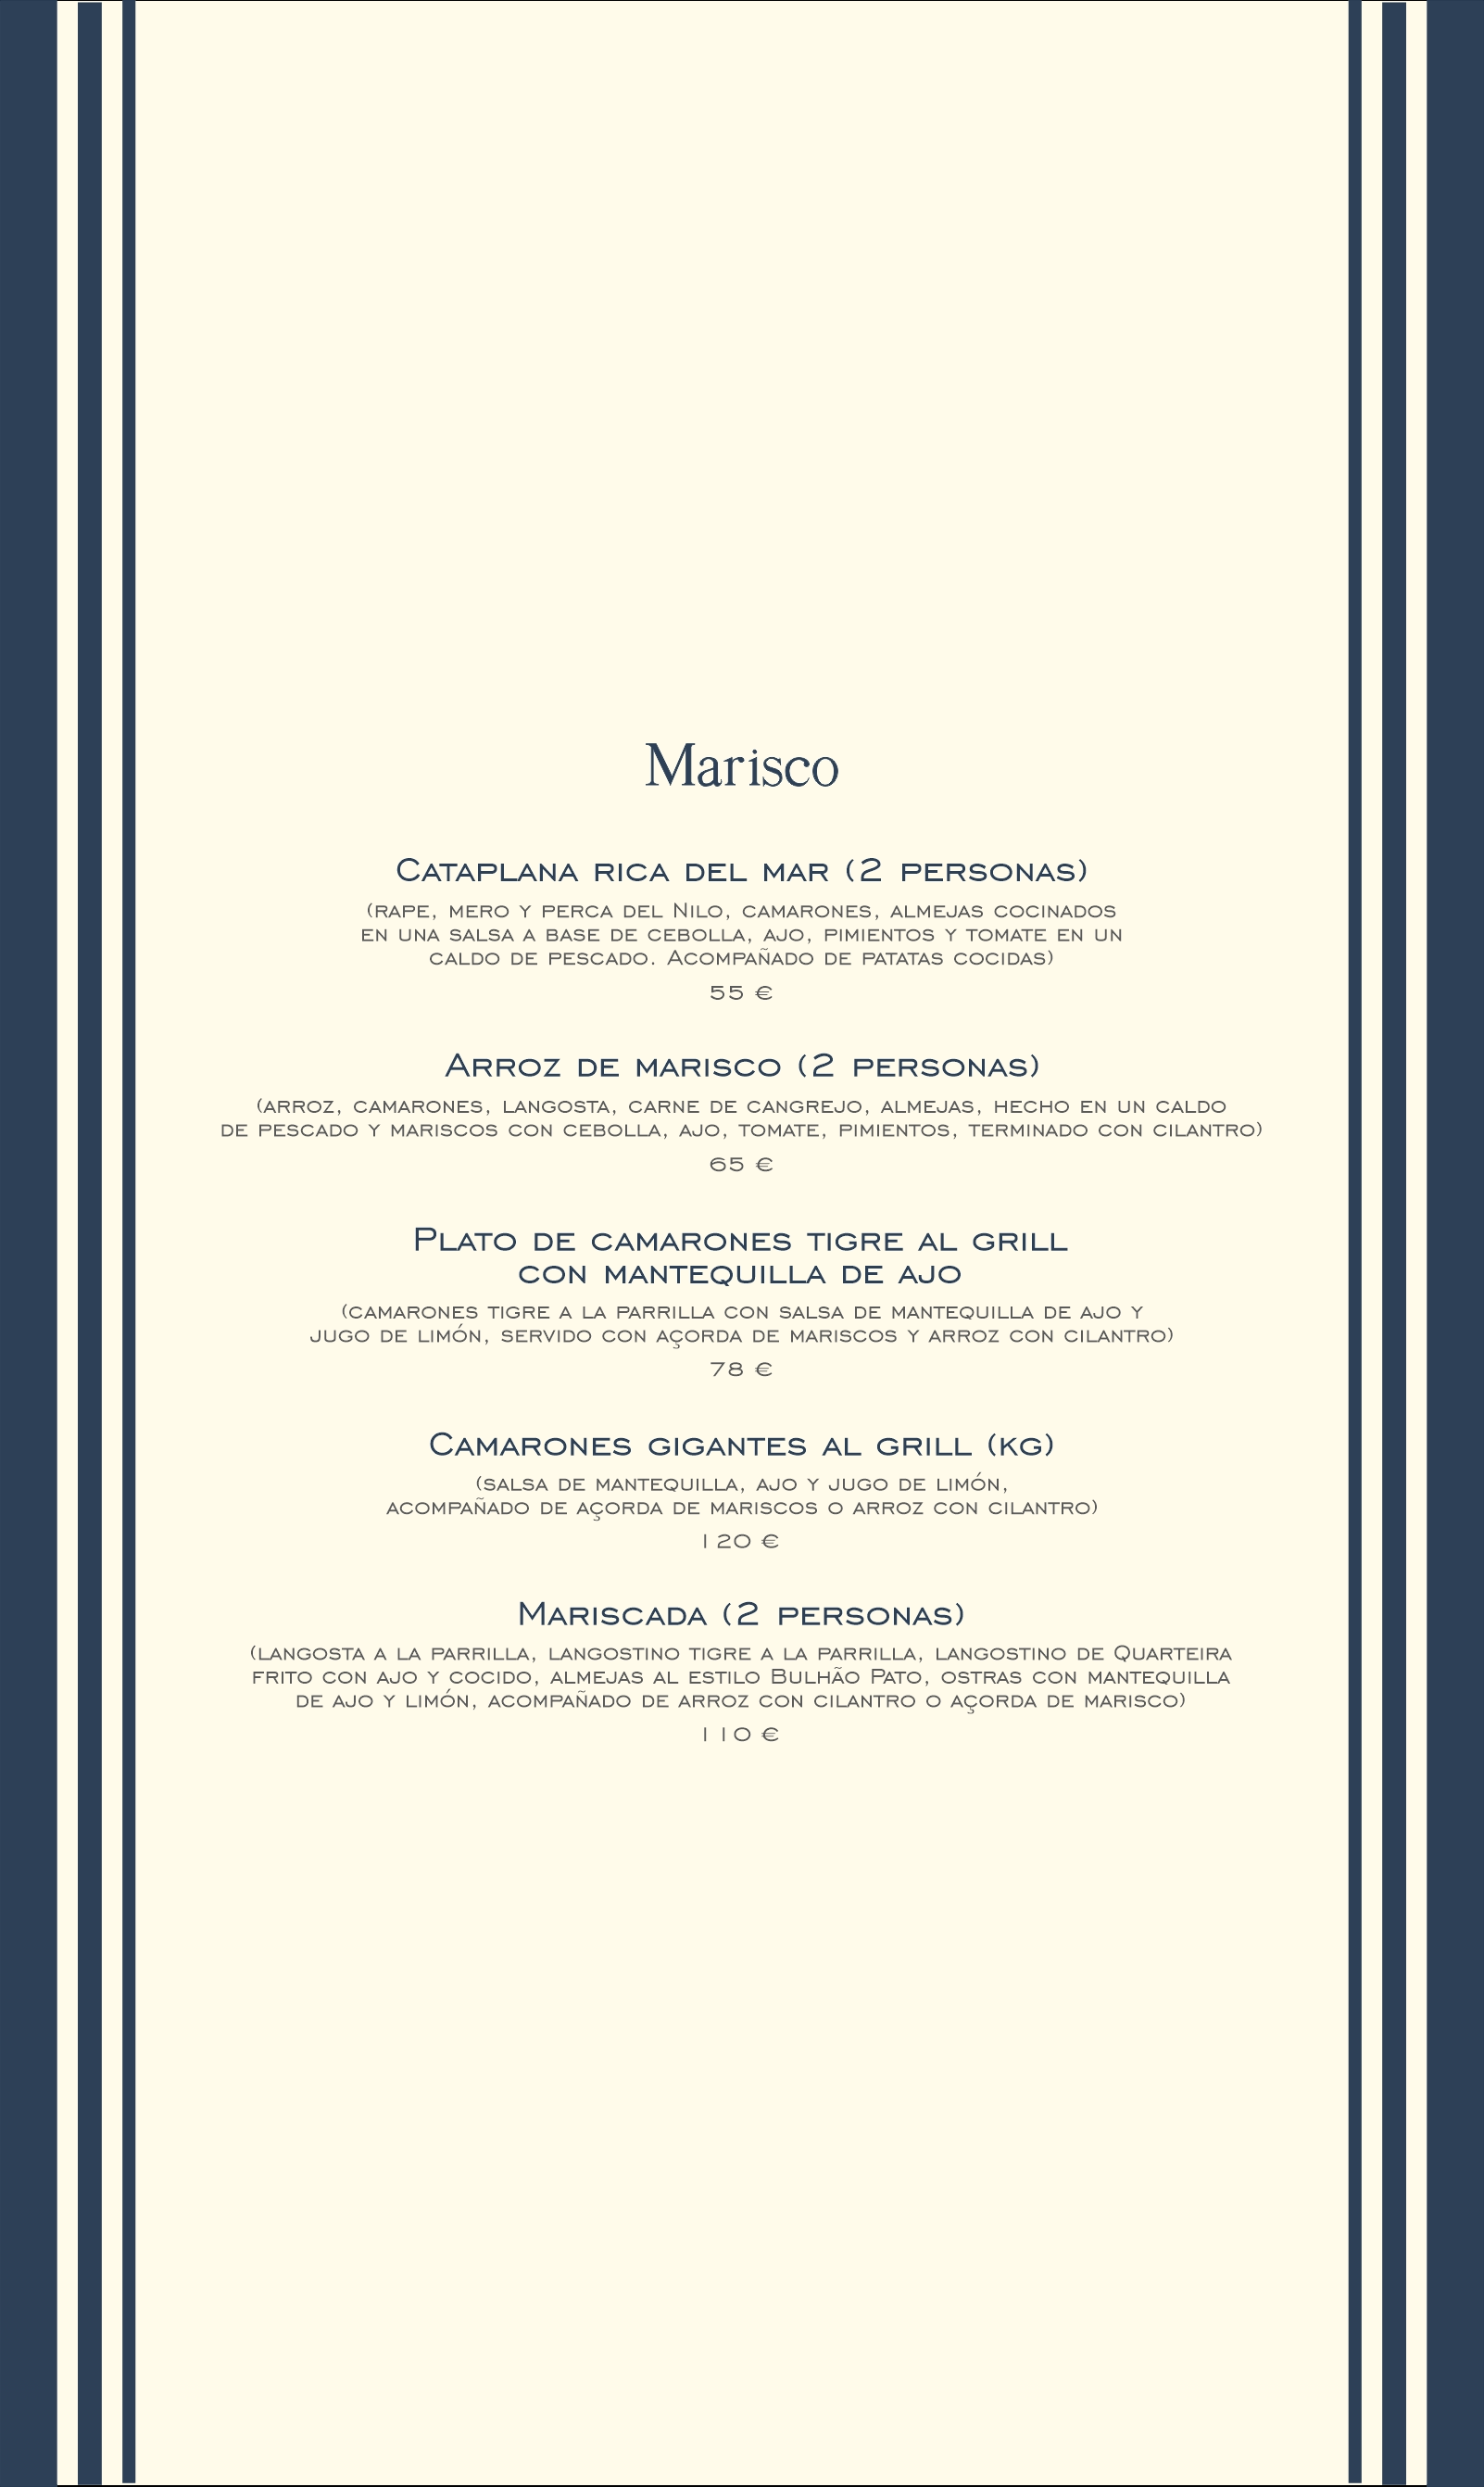 Marisco
Cataplana rica del mar (2 personas)
(rape, mero y perca del Nilo, camarones, almejas cocinados
en una salsa a base de cebolla, ajo, pimientos y tomate en un
caldo de pescado. Acompañado de patatas cocidas)
55 €
Arroz de marisco (2 personas)
(arroz, camarones, langosta, carne de cangrejo, almejas, hecho en un caldo
de pescado y mariscos con cebolla, ajo, tomate, pimientos, terminado con cilantro)
65 €
Plato de camarones tigre al grill
con mantequilla de ajo
(camarones tigre a la parrilla con salsa de mantequilla de ajo y
jugo de limón, servido con açorda de mariscos y arroz con cilantro)
78 €
Camarones gigantes al grill (kg)
(salsa de mantequilla, ajo y jugo de limón,
acompañado de açorda de mariscos o arroz con cilantro)
120 €
Mariscada (2 personas)
(langosta a la parrilla, langostino tigre a la parrilla, langostino de Quarteira
frito con ajo y cocido, almejas al estilo Bulhão Pato, ostras con mantequilla
de ajo y limón, acompañado de arroz con cilantro o açorda de marisco)
110 €